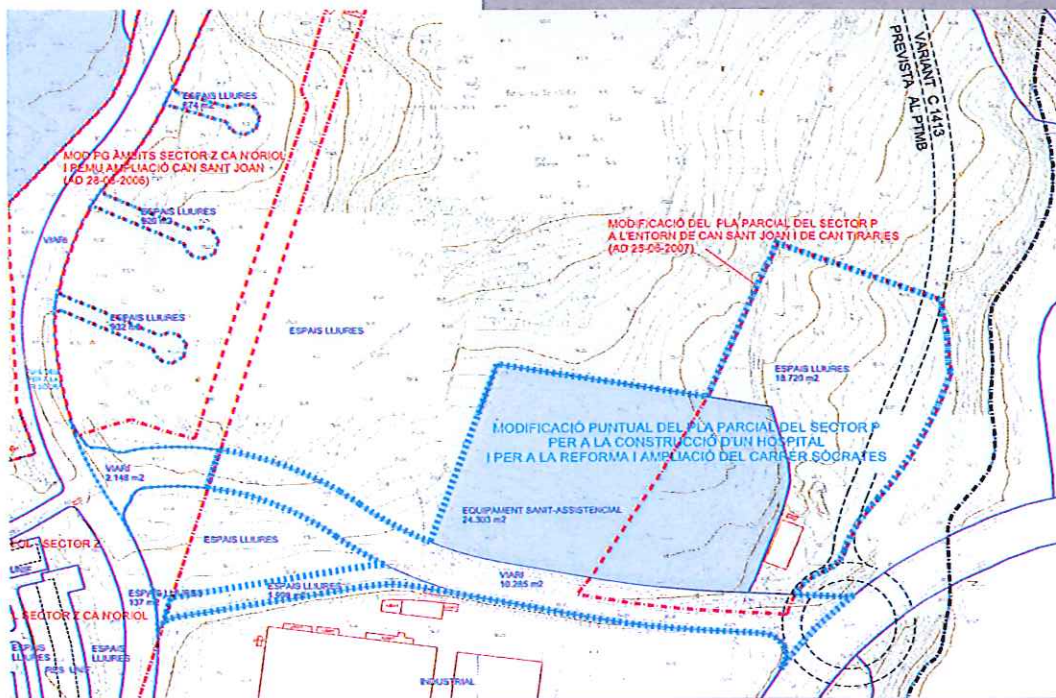 ESPAIS LLIURES
874 m2
MOD PG ÀMBITS SECTOR Z CA N'ORIOL
I REMU AMPLIACIÓ CAN SANT JOAN
VARIANT C 1413
PREVISTA AL PTMB
ESPAIS LLIURES
VIARI
MODIFICACIÓ DEL PLA PARCIAL DEL SECTOR P
A L'ENTORN DE CAN SANT JOAN I DE CAN TIRARIES
(AD 25-06-2007)
ESPAIS LLIURES
932 m2
ESPAIS LLIURES
ESPAIS LLIURES
18.720 m2
MODIFICACIÓ PUNTUAL DEL PLA PARCIAL DEL SECTOR P
PER A LA CONSTRUCCIÓ D'UN HOSPITAL
I PER A LA REFORMA I AMPLIACIÓ DEL CARRER SÒCRATES
VIARI
2.148 m2
EQUIPAMENT SANIT-ASSISTENCIAL
24.303 m2
SECTOR Z
ESPAIS LLIURES
VIARI
10.285 m2
ESPAIS LLIURES
137 m2
ESPAIS LLIURES
SECTOR Z CA N'ORIOL
ESPAIS
LLIURES
ESPAIS
LLIURES
INDUSTRIAL